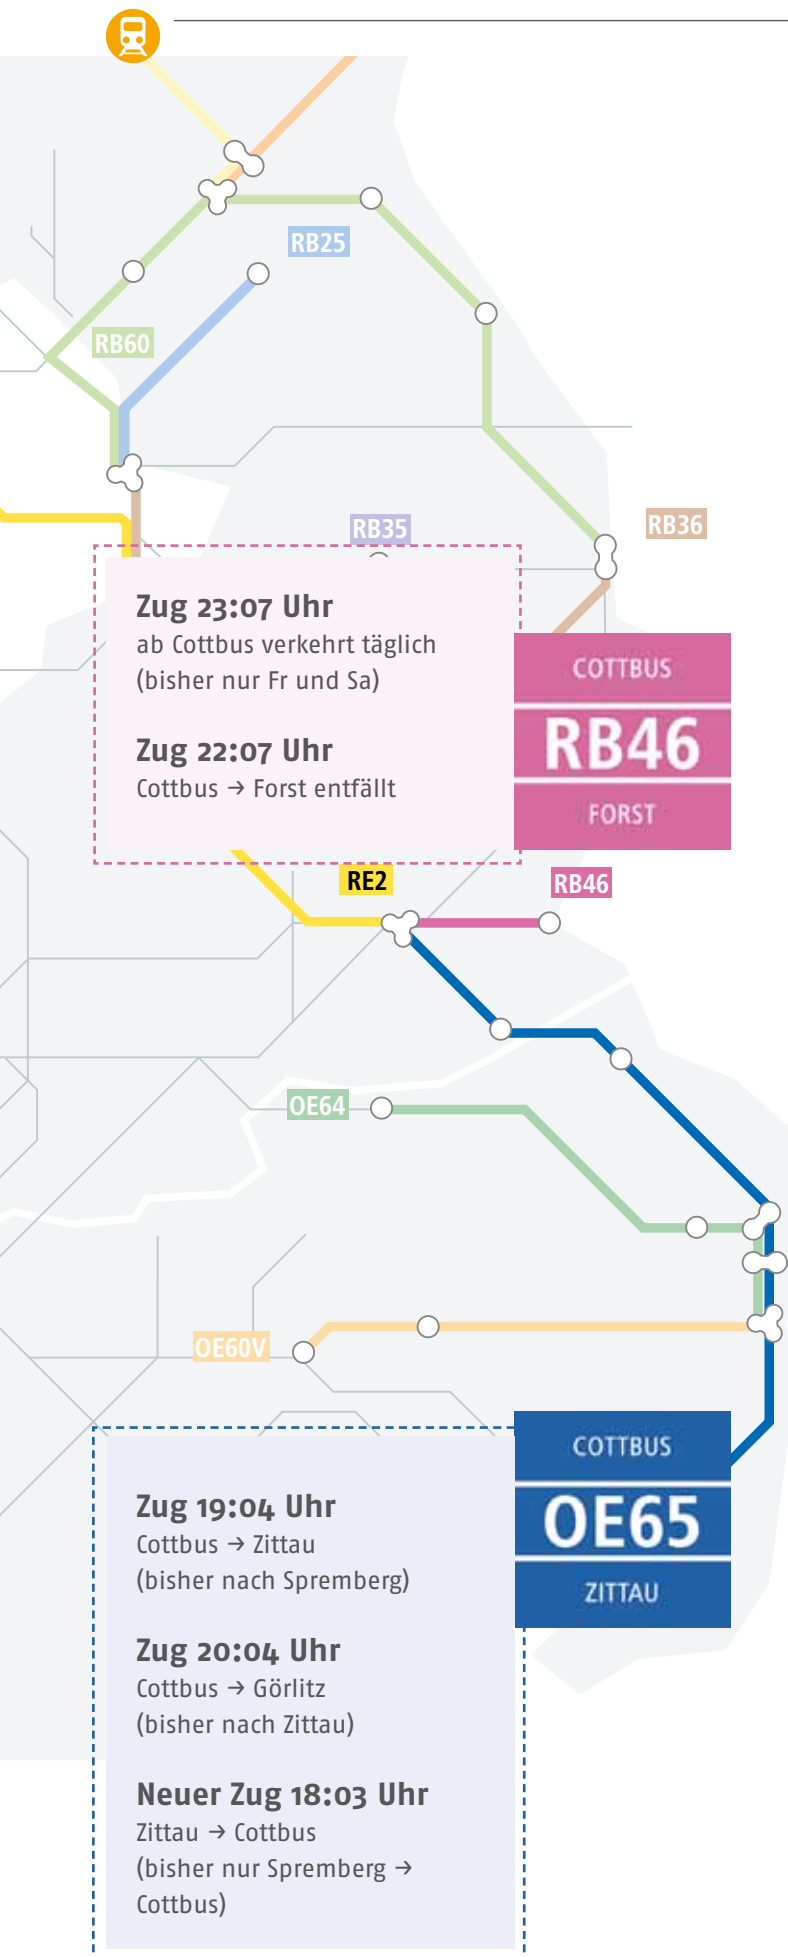 RB25
RB60
RB35
RB36
Zug 23:07 Uhr
ab Cottbus verkehrt täglich
(bisher nur Fr und Sa)
Zug 22:07 Uhr
Cottbus → Forst entfällt
COTTBUS
RB46
FORST
RE2
RB46
OE64
OE60V
COTTBUS
OE65
ZITTAU
Zug 19:04 Uhr
Cottbus → Zittau
(bisher nach Spremberg)
Zug 20:04 Uhr
Cottbus → Görlitz
(bisher nach Zittau)
Neuer Zug 18:03 Uhr
Zittau → Cottbus
(bisher nur Spremberg →
Cottbus)